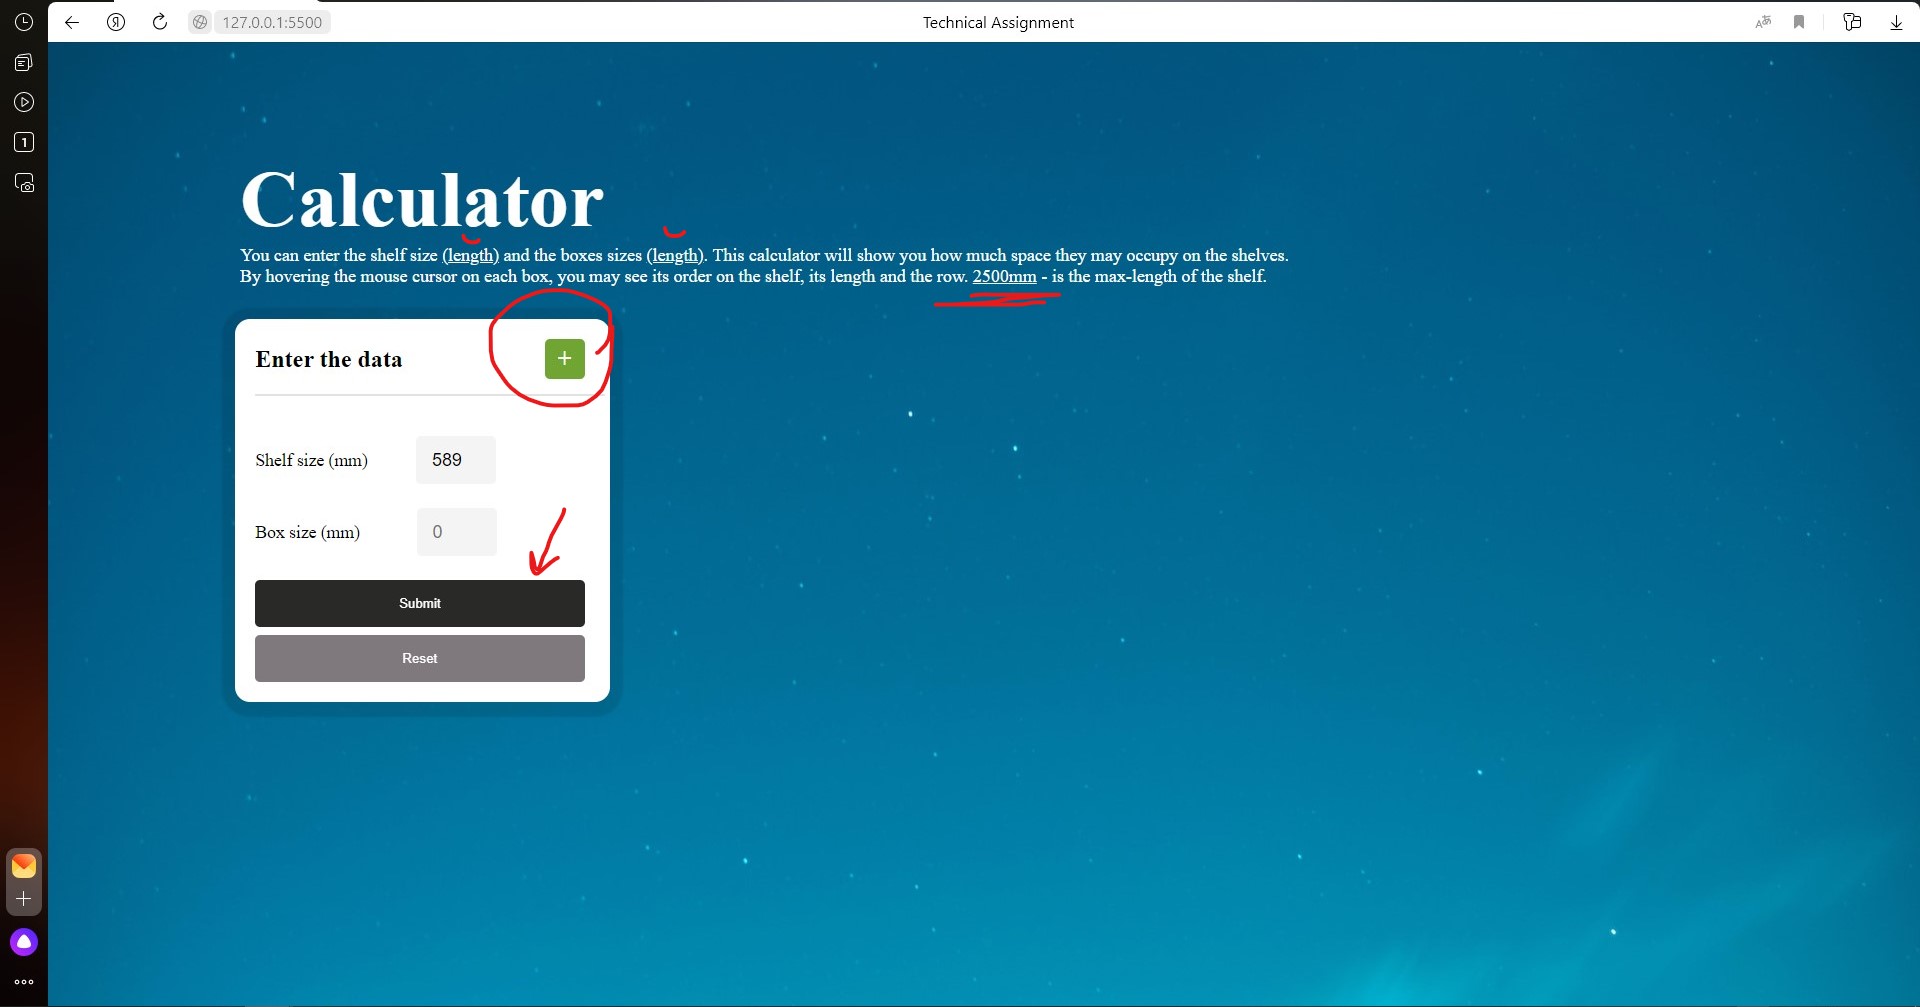 127.0.0.1:5500
Technical Assignment
1
Calculator
You can enter the shelf size (length) and the boxes sizes (length). This calculator will show you how much space they may occupy on the shelves.
By hovering the mouse cursor on each box, you may see its order on the shelf, its length and the row. 2500mm - is the max-length of the shelf.
Enter the data
+
Shelf size (mm)
589
Box size (mm)
0
Submit
Reset